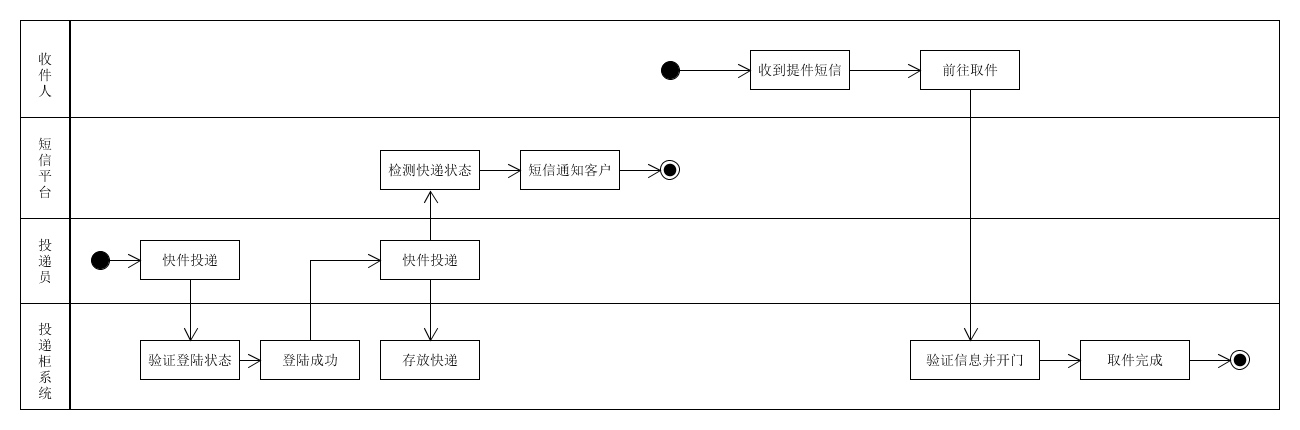 收件人
收到提件短信
前往取件
短信平台
检测快递状态
短信通知客户
投递员
快件投递
快件投递
投递柜系统
验证登陆状态
登陆成功
存放快递
验证信息并开门
取件完成